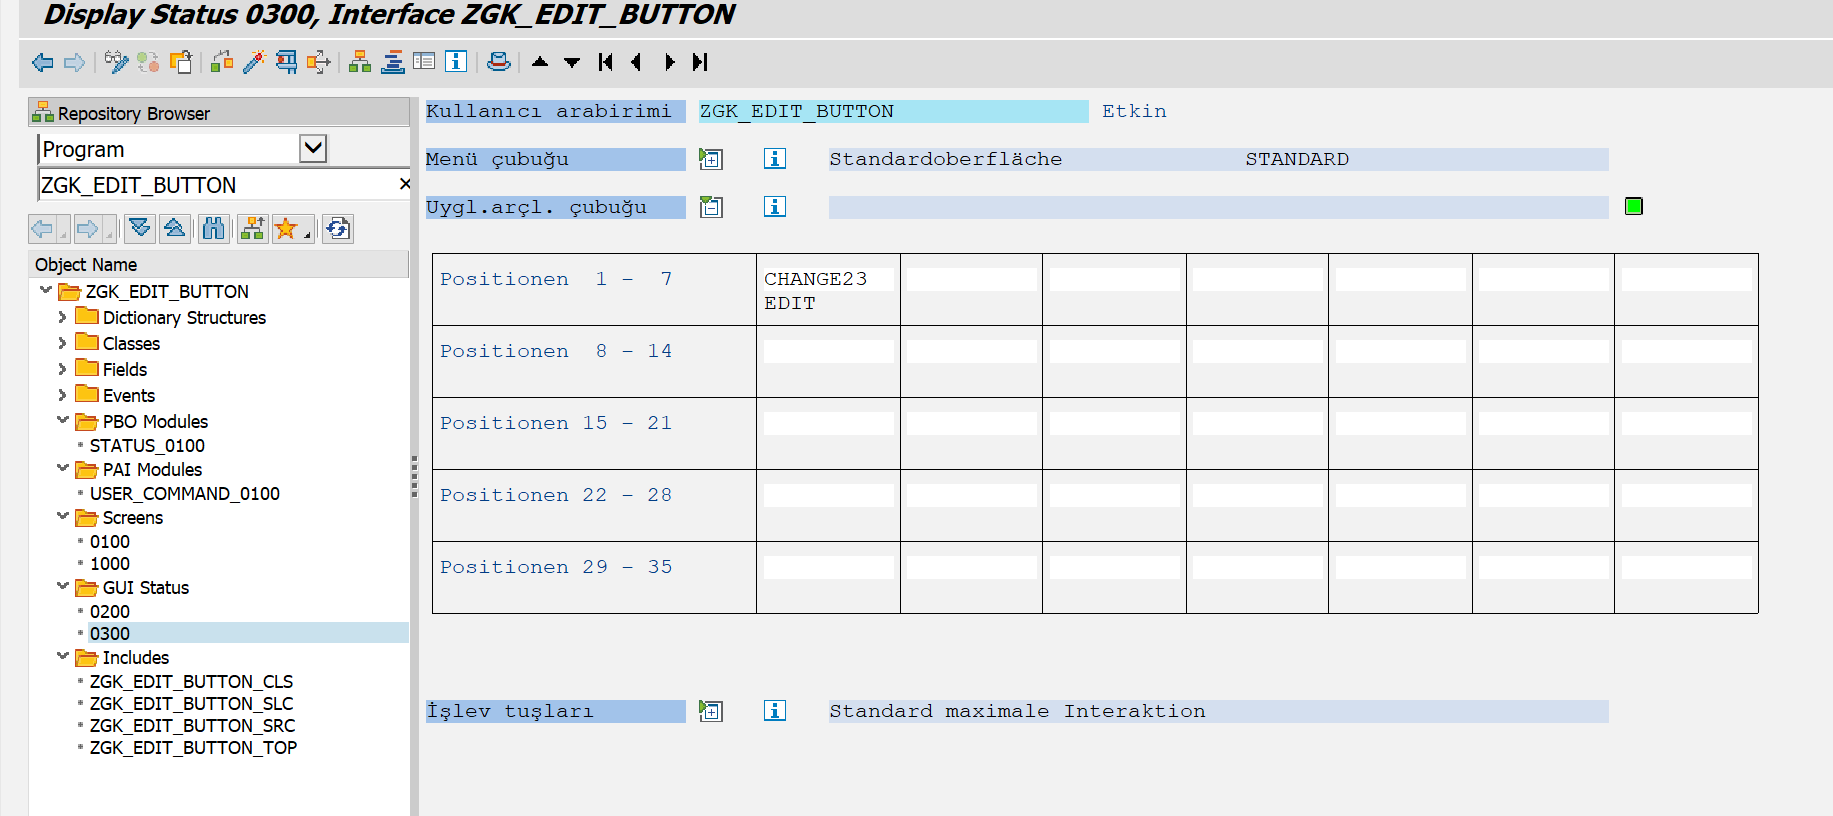 Display Status 0300, Interface ZGK_EDIT_BUTTON
Repository Browser
Program
ZGK_EDIT_BUTTON
Object Name
ZGK_EDIT_BUTTON
Dictionary Structures
Classes
Fields
Events
PBO Modules
STATUS_0100
PAI Modules
USER_COMMAND_0100
Screens
0100
1000
GUI Status
0200
0300
Includes
ZGK_EDIT_BUTTON_CLS
ZGK_EDIT_BUTTON_SLC
ZGK_EDIT_BUTTON_SRC
ZGK_EDIT_BUTTON_TOP
Kullanıcı arabirimi ZGK_EDIT_BUTTON Etkin
Menü çubuğu Standardoberfläche STANDARD
Uygl.arçl. çubuğu
Positionen 1 - 7 CHANGE23
EDIT
Positionen 8 - 14
Positionen 15 - 21
Positionen 22 - 28
Positionen 29 - 35
İşlev tuşları Standard maximale Interaktion